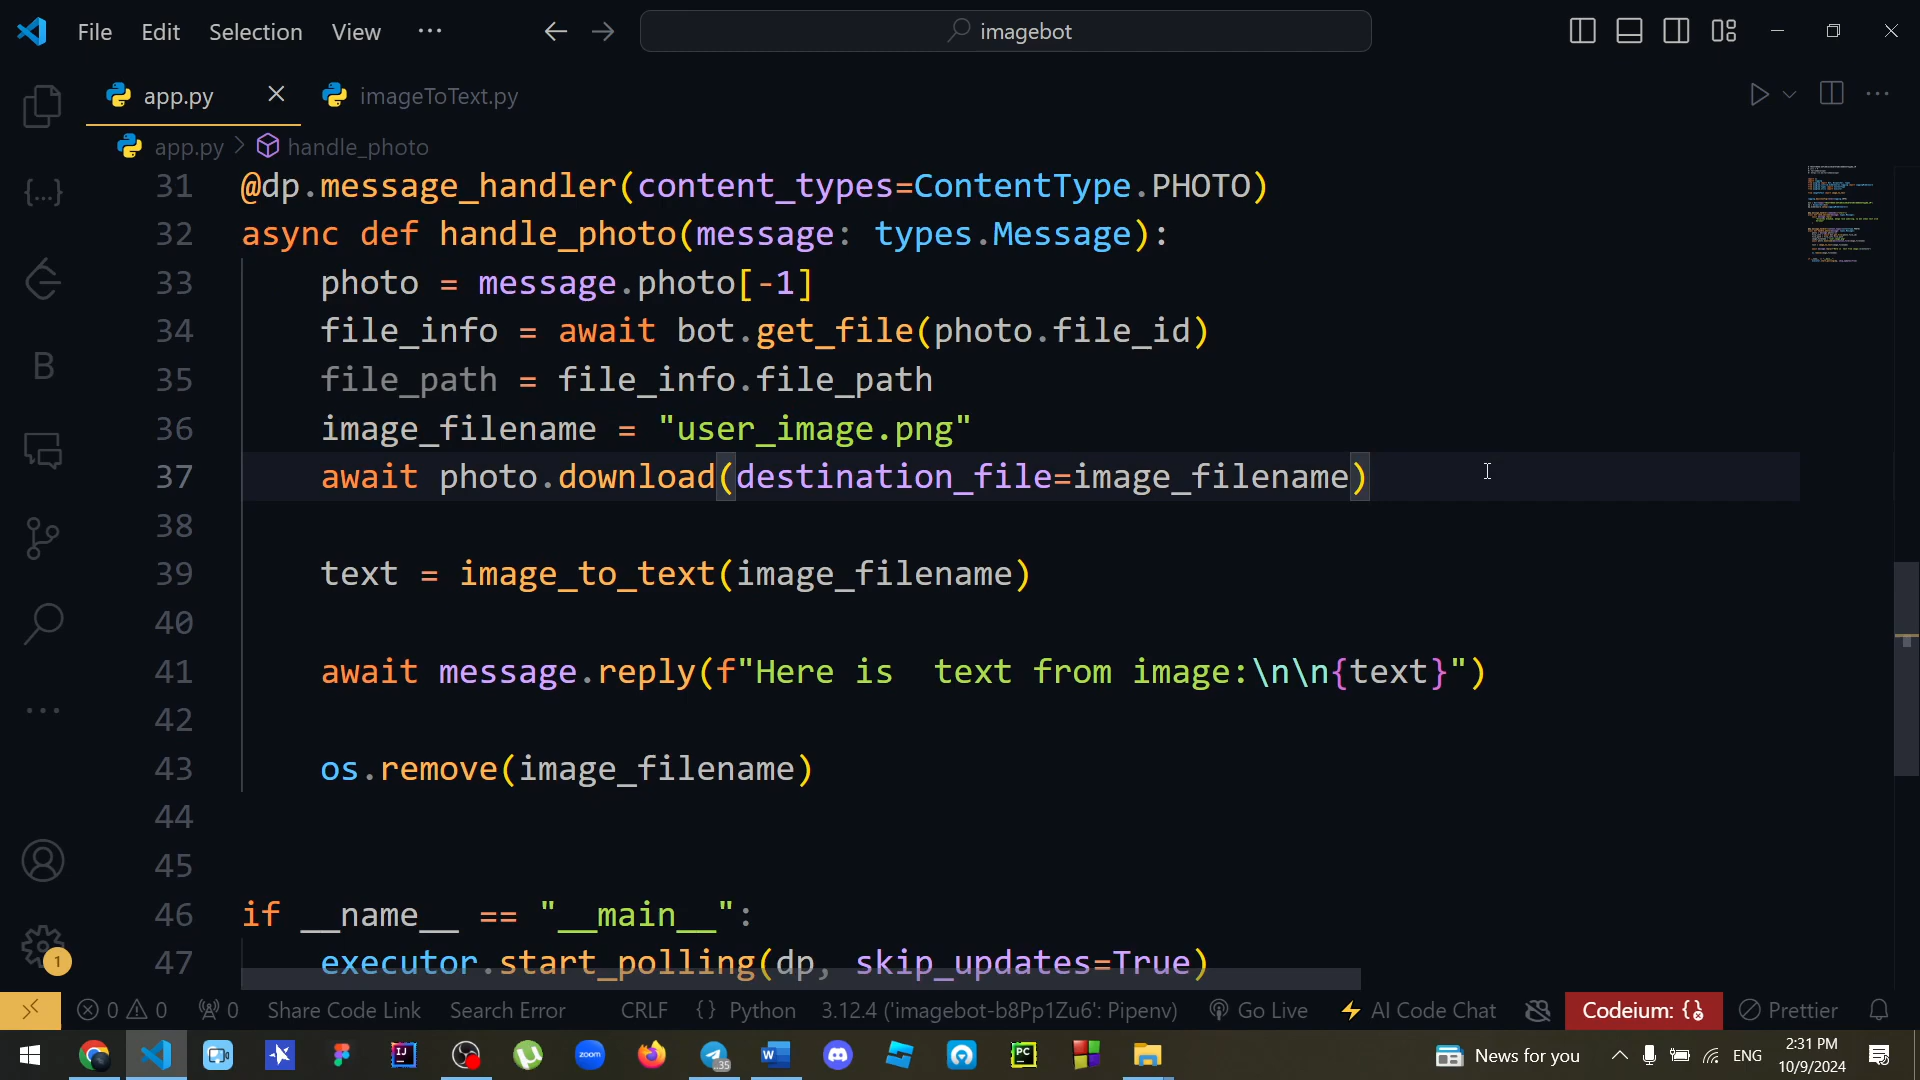 File Edit Selection View ··· imagebot
app.py imageToText.py
app.py > handle_photo
31 @dp.message_handler(content_types=ContentType.PHOTO)
32 async def handle_photo(message: types.Message):
33 photo = message.photo[-1]
34 file_info = await bot.get_file(photo.file_id)
35 file_path = file_info.file_path
36 image_filename = "user_image.png"
37 await photo.download(destination_file=image_filename)
38
39 text = image_to_text(image_filename)
40
41 await message.reply(f"Here is  text from image:\n\n{text}")
42
43 os.remove(image_filename)
44
45
46 if __name__ == "__main__":
47 executor.start_polling(dp, skip_updates=True)
B
1
0 0 0 Share Code Link Search Error CRLF {} Python 3.12.4 ('imagebot-b8Pp1Zu6': Pipenv) Go Live AI Code Chat Codeium: {} Prettier
zoom 35 News for you ENG 2:31 PM
10/9/2024